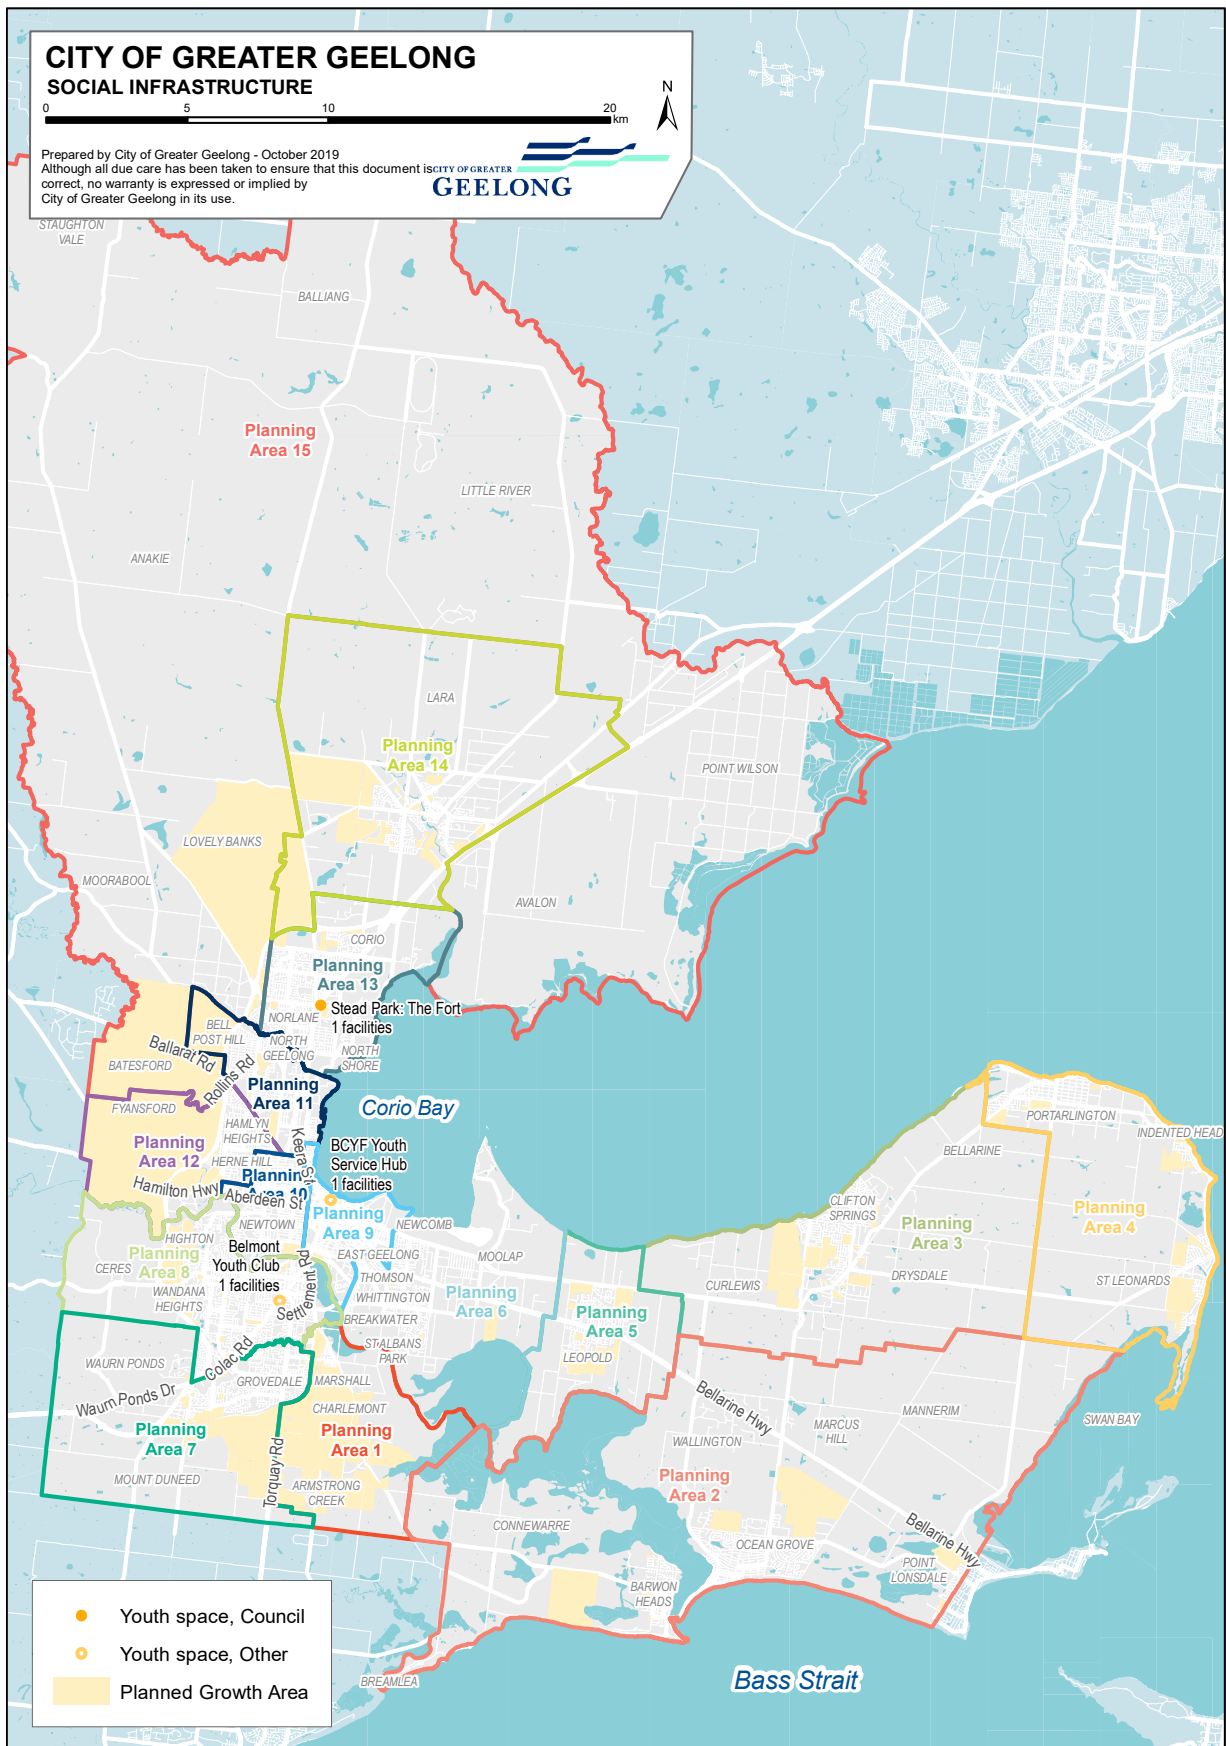 CITY OF GREATER GEELONG
SOCIAL INFRASTRUCTURE
0 5 10 20
km
N
Prepared by City of Greater Geelong - October 2019
Although all due care has been taken to ensure that this document is
correct, no warranty is expressed or implied by
City of Greater Geelong in its use.
CITY OF GREATER
GEELONG
STAUGHTON
VALE
BALLIANG
Planning
Area 15
LITTLE RIVER
ANAKIE
LARA
Planning
Area 14
POINT WILSON
LOVELY BANKS
MOORABOOL
AVALON
CORIO
Planning
Area 13
Stead Park: The Fort
1 facilities
NORLANE
BELL
POST HILL
NORTH
GEELONG
NORTH
SHORE
Ballarat Rd
BATESFORD
Rollins Rd
Planning
Area 11
FYANSFORD
Corio Bay
HAMLYN
HEIGHTS
Keera St
Planning
Area 12
HERNE HILL
BCYF Youth
Service Hub
1 facilities
Planning
Area 10
Hamilton Hwy
Aberdeen St
PORTARLINGTON
INDENTED HEAD
BELLARINE
CLIFTON
SPRINGS
Planning
Area 3
Planning
Area 4
NEWTOWN
Planning
Area 9
NEWCOMB
HIGHTON
Planning
Area 8
CERES
Belmont
Youth Club
1 facilities
EAST GEELONG
MOOLAP
THOMSON
WHITTINGTON
WANDANA
HEIGHTS
Settlement Rd
BREAKWATER
Planning
Area 6
Planning
Area 5
CURLEWIS
DRYSDALE
ST LEONARDS
ST ALBANS
PARK
LEOPOLD
WAURN PONDS
Colac Rd
GROVEDALE
MARSHALL
Waurn Ponds Dr
CHARLEMONT
Planning
Area 7
Planning
Area 1
Torquay Rd
MOUNT DUNEED
ARMSTRONG
CREEK
Bellarine Hwy
WALLINGTON
MARCUS
HILL
MANNERIM
SWAN BAY
Planning
Area 2
CONNEWARRE
OCEAN GROVE
Bellarine Hwy
POINT
LONSDALE
BARWON
HEADS
BREAMLEA
Bass Strait
Youth space, Council
Youth space, Other
Planned Growth Area